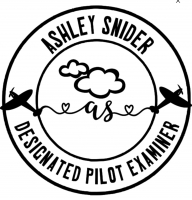 ASHLEY SNIDER
as
DESIGNATED PILOT EXAMINER